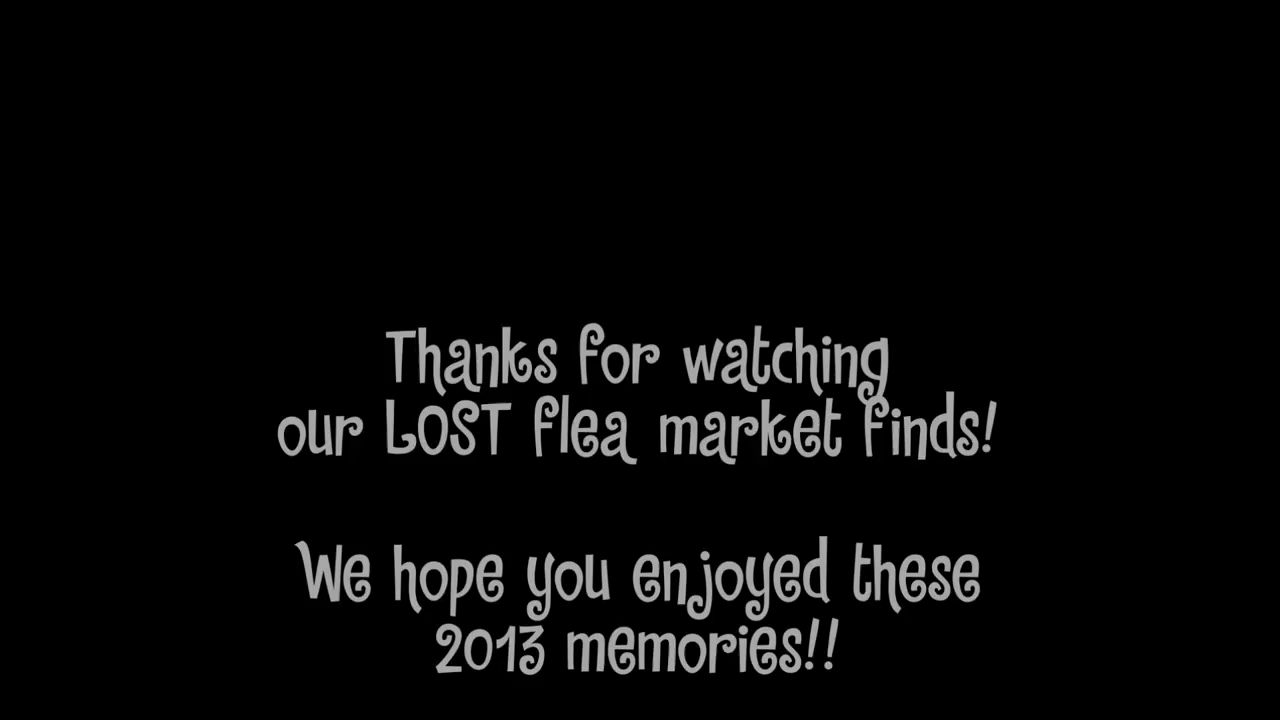 Thanks for watching
our LOST flea market finds!
We hope you enjoyed these
2013 memories!!